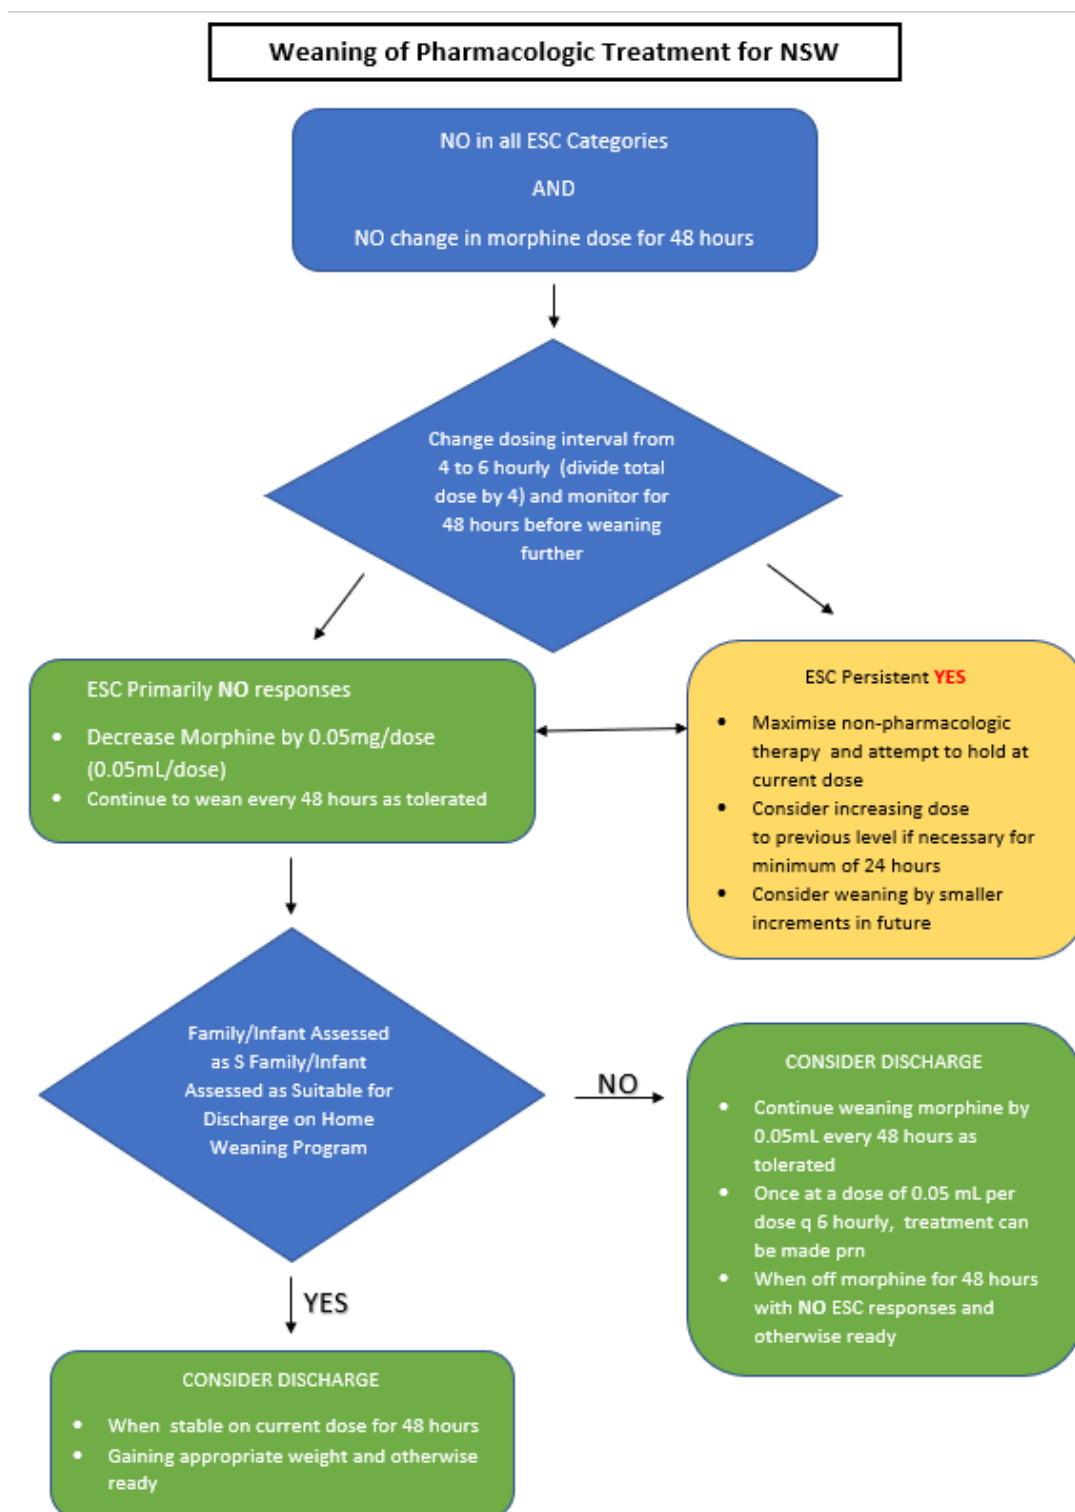 Weaning of Pharmacologic Treatment for NSW
NO in all ESC Categories
AND
NO change in morphine dose for 48 hours
Change dosing interval from
4 to 6 hourly (divide total
dose by 4) and monitor for
48 hours before weaning
further
ESC Primarily NO responses
• Decrease Morphine by 0.05mg/dose
(0.05mL/dose)
• Continue to wean every 48 hours as tolerated
ESC Persistent YES
• Maximise non-pharmacologic
therapy and attempt to hold at
current dose
• Consider increasing dose
to previous level if necessary for
minimum of 24 hours
• Consider weaning by smaller
increments in future
Family/Infant Assessed
as S Family/Infant
Assessed as Suitable for
Discharge on Home
Weaning Program
NO
CONSIDER DISCHARGE
• Continue weaning morphine by
0.05mL every 48 hours as
tolerated
• Once at a dose of 0.05 mL per
dose q 6 hourly, treatment can
be made prn
• When off morphine for 48 hours
with NO ESC responses and
otherwise ready
YES
CONSIDER DISCHARGE
• When stable on current dose for 48 hours
• Gaining appropriate weight and otherwise
ready